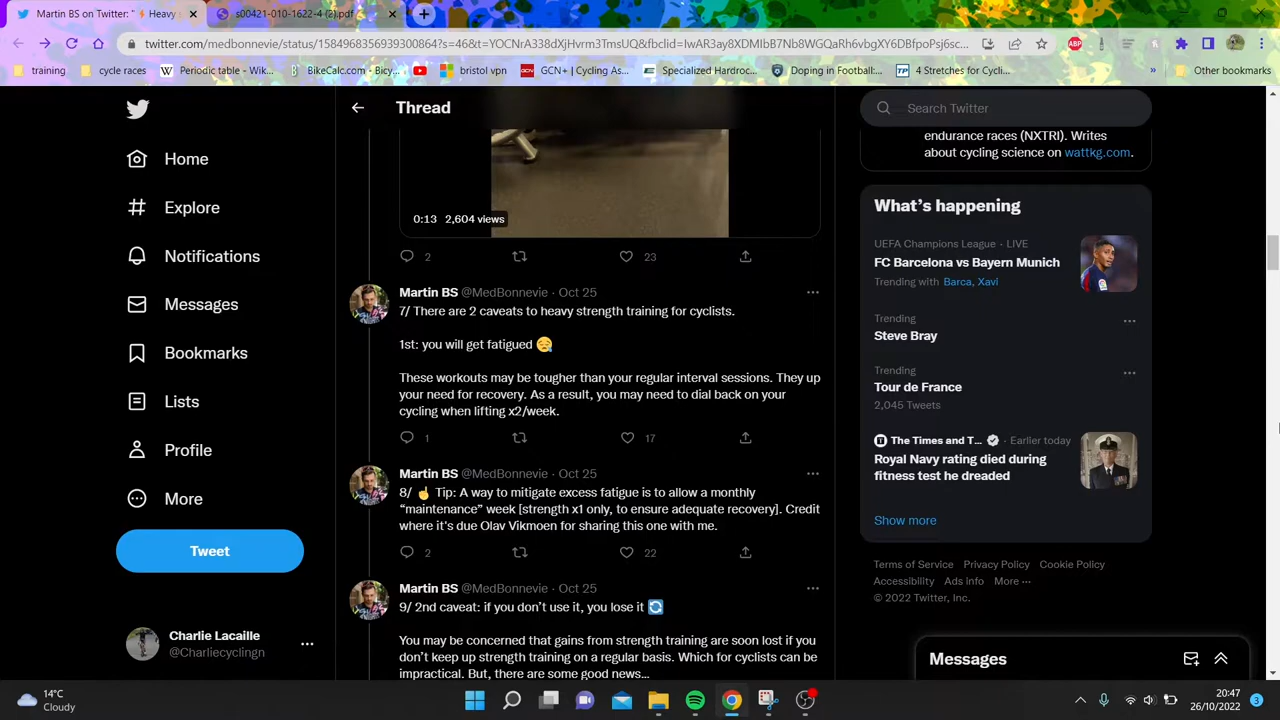 Martin BS on Twitter: "⚡ Heavy
s00421-010-1622-4 (2).pdf
twitter.com/medbonnevie/status/1584968366939300864?s=46&t=YOCNrA338dXjHvrm3TmsUQ&fbclid=IwAR3ay8XDMIbB7Nb9WGQaRh6vbgXY6DBfpoPsj6sc...
training
cycle races
Periodic table - Wik...
BikeCalc.com - Bicy...
bristol vpn
GCN+ | Cycling As...
Specialized Hardroc...
Doping in Football:...
4 Stretches for Cycli...
»
Other bookmarks
Home
Explore
Notifications
Messages
Bookmarks
Lists
Profile
More
Tweet
Charlie Lacaille
@Charliecyclingn
Thread
0:13 2,604 views
2 23
Martin BS @MedBonnevie · Oct 25
7/ There are 2 caveats to heavy strength training for cyclists.
1st: you will get fatigued 😪
These workouts may be tougher than your regular interval sessions. They up
your need for recovery. As a result, you may need to dial back on your
cycling when lifting x2/week.
1 17
Martin BS @MedBonnevie · Oct 25
8/ ☝ Tip: A way to mitigate excess fatigue is to allow a monthly
“maintenance” week [strength x1 only, to ensure adequate recovery]. Credit
where it's due Olav Vikmoen for sharing this one with me.
2 22
Martin BS @MedBonnevie · Oct 25
9/ 2nd caveat: if you don’t use it, you lose it 🔄
You may be concerned that gains from strength training are soon lost if you
don’t keep up strength training on a regular basis. Which for cyclists can be
impractical. But, there are some good news...
Search Twitter
endurance races (NXTRI). Writes
about cycling science on wattkg.com.
What’s happening
UEFA Champions League · LIVE
FC Barcelona vs Bayern Munich
Trending with Barca, Xavi
Trending
Steve Bray
Trending
Tour de France
2,045 Tweets
The Times and T... · Earlier today
Royal Navy rating died during
fitness test he dreaded
Show more
Terms of Service Privacy Policy Cookie Policy
Accessibility Ads info More ···
© 2022 Twitter, Inc.
Messages
14°C
Cloudy
20:47
26/10/2022
3